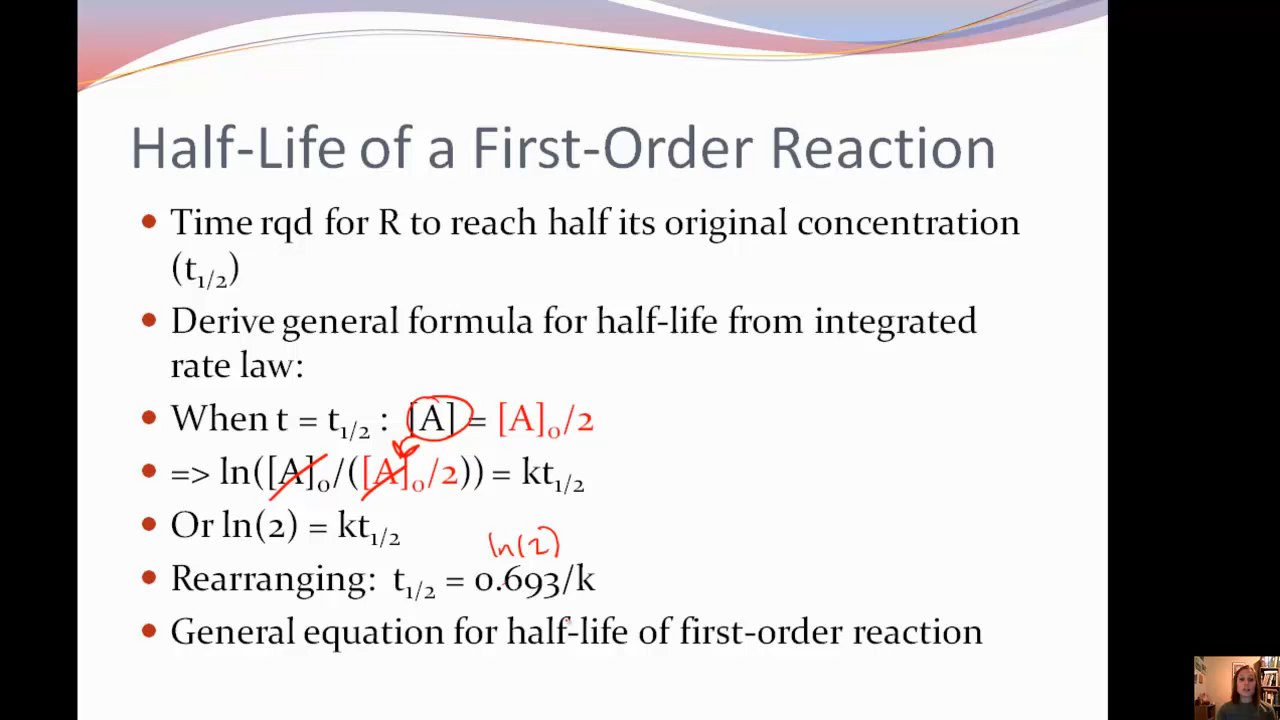 Half-Life of a First-Order Reaction
• Time rqd for R to reach half its original concentration
(t1/2)
• Derive general formula for half-life from integrated
rate law:
• When t = t1/2 : [A] = [A]0/2
• => ln([A]0/([A]0/2)) = kt1/2
• Or ln(2) = kt1/2
ln(2)
• Rearranging: t1/2 = 0.693/k
• General equation for half-life of first-order reaction